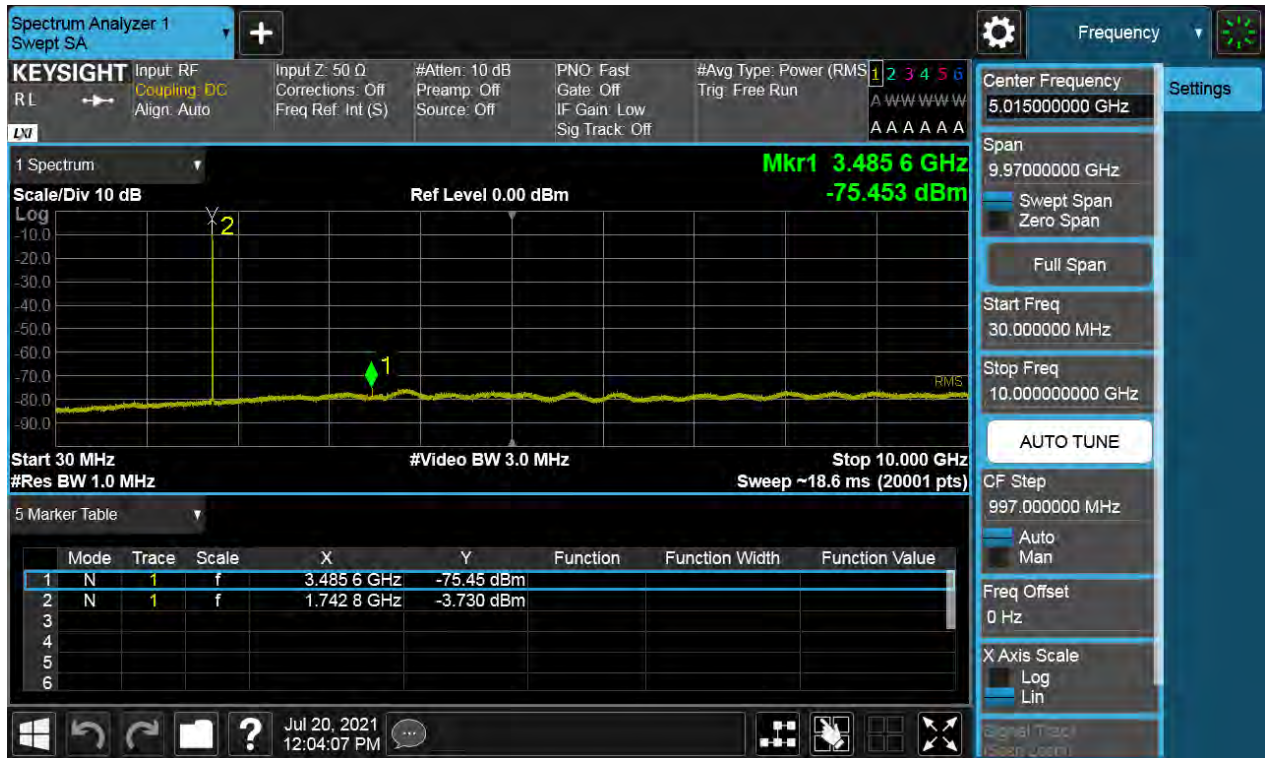 Spectrum Analyzer 1
Swept SA
+
Frequency
KEYSIGHT
RL
LXI
Input: RF
Coupling: DC
Align: Auto
Input Z: 50 Ω
Corrections: Off
Freq Ref: Int (S)
#Atten: 10 dB
Preamp: Off
Source: Off
PNO: Fast
Gate: Off
IF Gain: Low
Sig Track: Off
#Avg Type: Power (RMS
Trig: Free Run
1 2 3 4 5 6
A W W W W W
A A A A A A
1 Spectrum
Mkr1 3.485 6 GHz
-75.453 dBm
Scale/Div 10 dB
Ref Level 0.00 dBm
Log
-10.0
-20.0
-30.0
-40.0
-50.0
-60.0
-70.0
-80.0
-90.0
2
1
RMS
Start 30 MHz
#Video BW 3.0 MHz
Stop 10.000 GHz
#Res BW 1.0 MHz
Sweep ~18.6 ms (20001 pts)
5 Marker Table
Mode Trace Scale X Y Function Function Width Function Value
1 N 1 f 3.485 6 GHz -75.45 dBm
2 N 1 f 1.742 8 GHz -3.730 dBm
3
4
5
6
?
Jul 20, 2021
12:04:07 PM
Settings
Center Frequency
5.015000000 GHz
Span
9.97000000 GHz
Swept Span
Zero Span
Full Span
Start Freq
30.000000 MHz
Stop Freq
10.000000000 GHz
AUTO TUNE
CF Step
997.000000 MHz
Auto
Man
Freq Offset
0 Hz
X Axis Scale
Log
Lin
Signal Track
(Span Zoom)